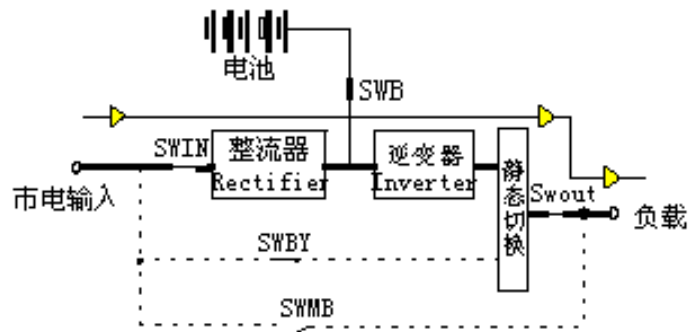 电池
SWB
SWIN
整流器
Rectifier
逆变器
Inverter
静态切换
Swout
市电输入
负载
SWBY
SWMB